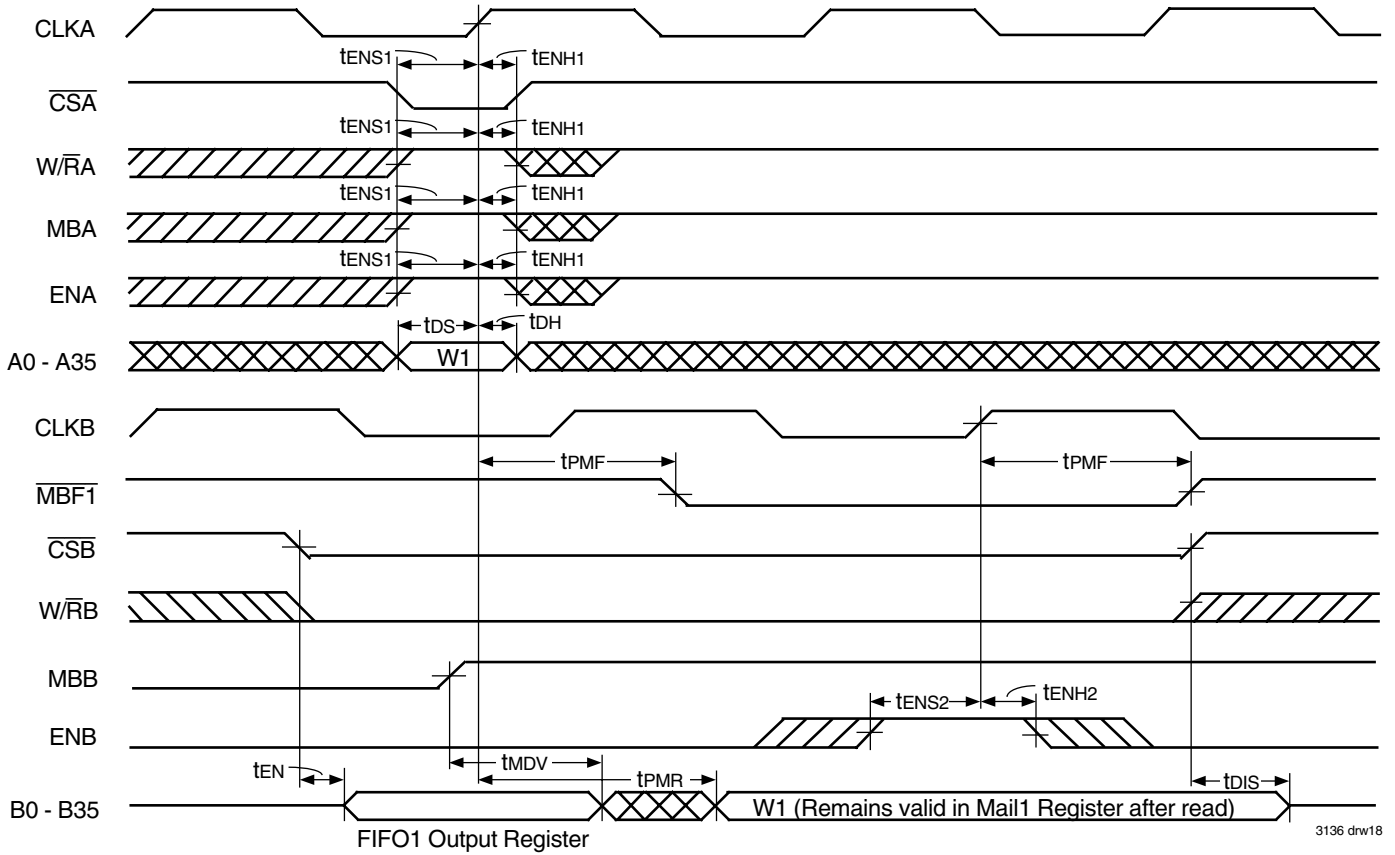 CLKA
tENS1 tENH1
CSA
tENS1 tENH1
W/RA
tENS1 tENH1
MBA
tENS1 tENH1
ENA
tDS tDH
A0 - A35 W1
CLKB
tPMF tPMF
MBF1
CSB
W/RB
MBB
tENS2 tENH2
ENB
tEN tMDV tPMR tDIS
B0 - B35 W1 (Remains valid in Mail1 Register after read)
FIFO1 Output Register
3136 drw18